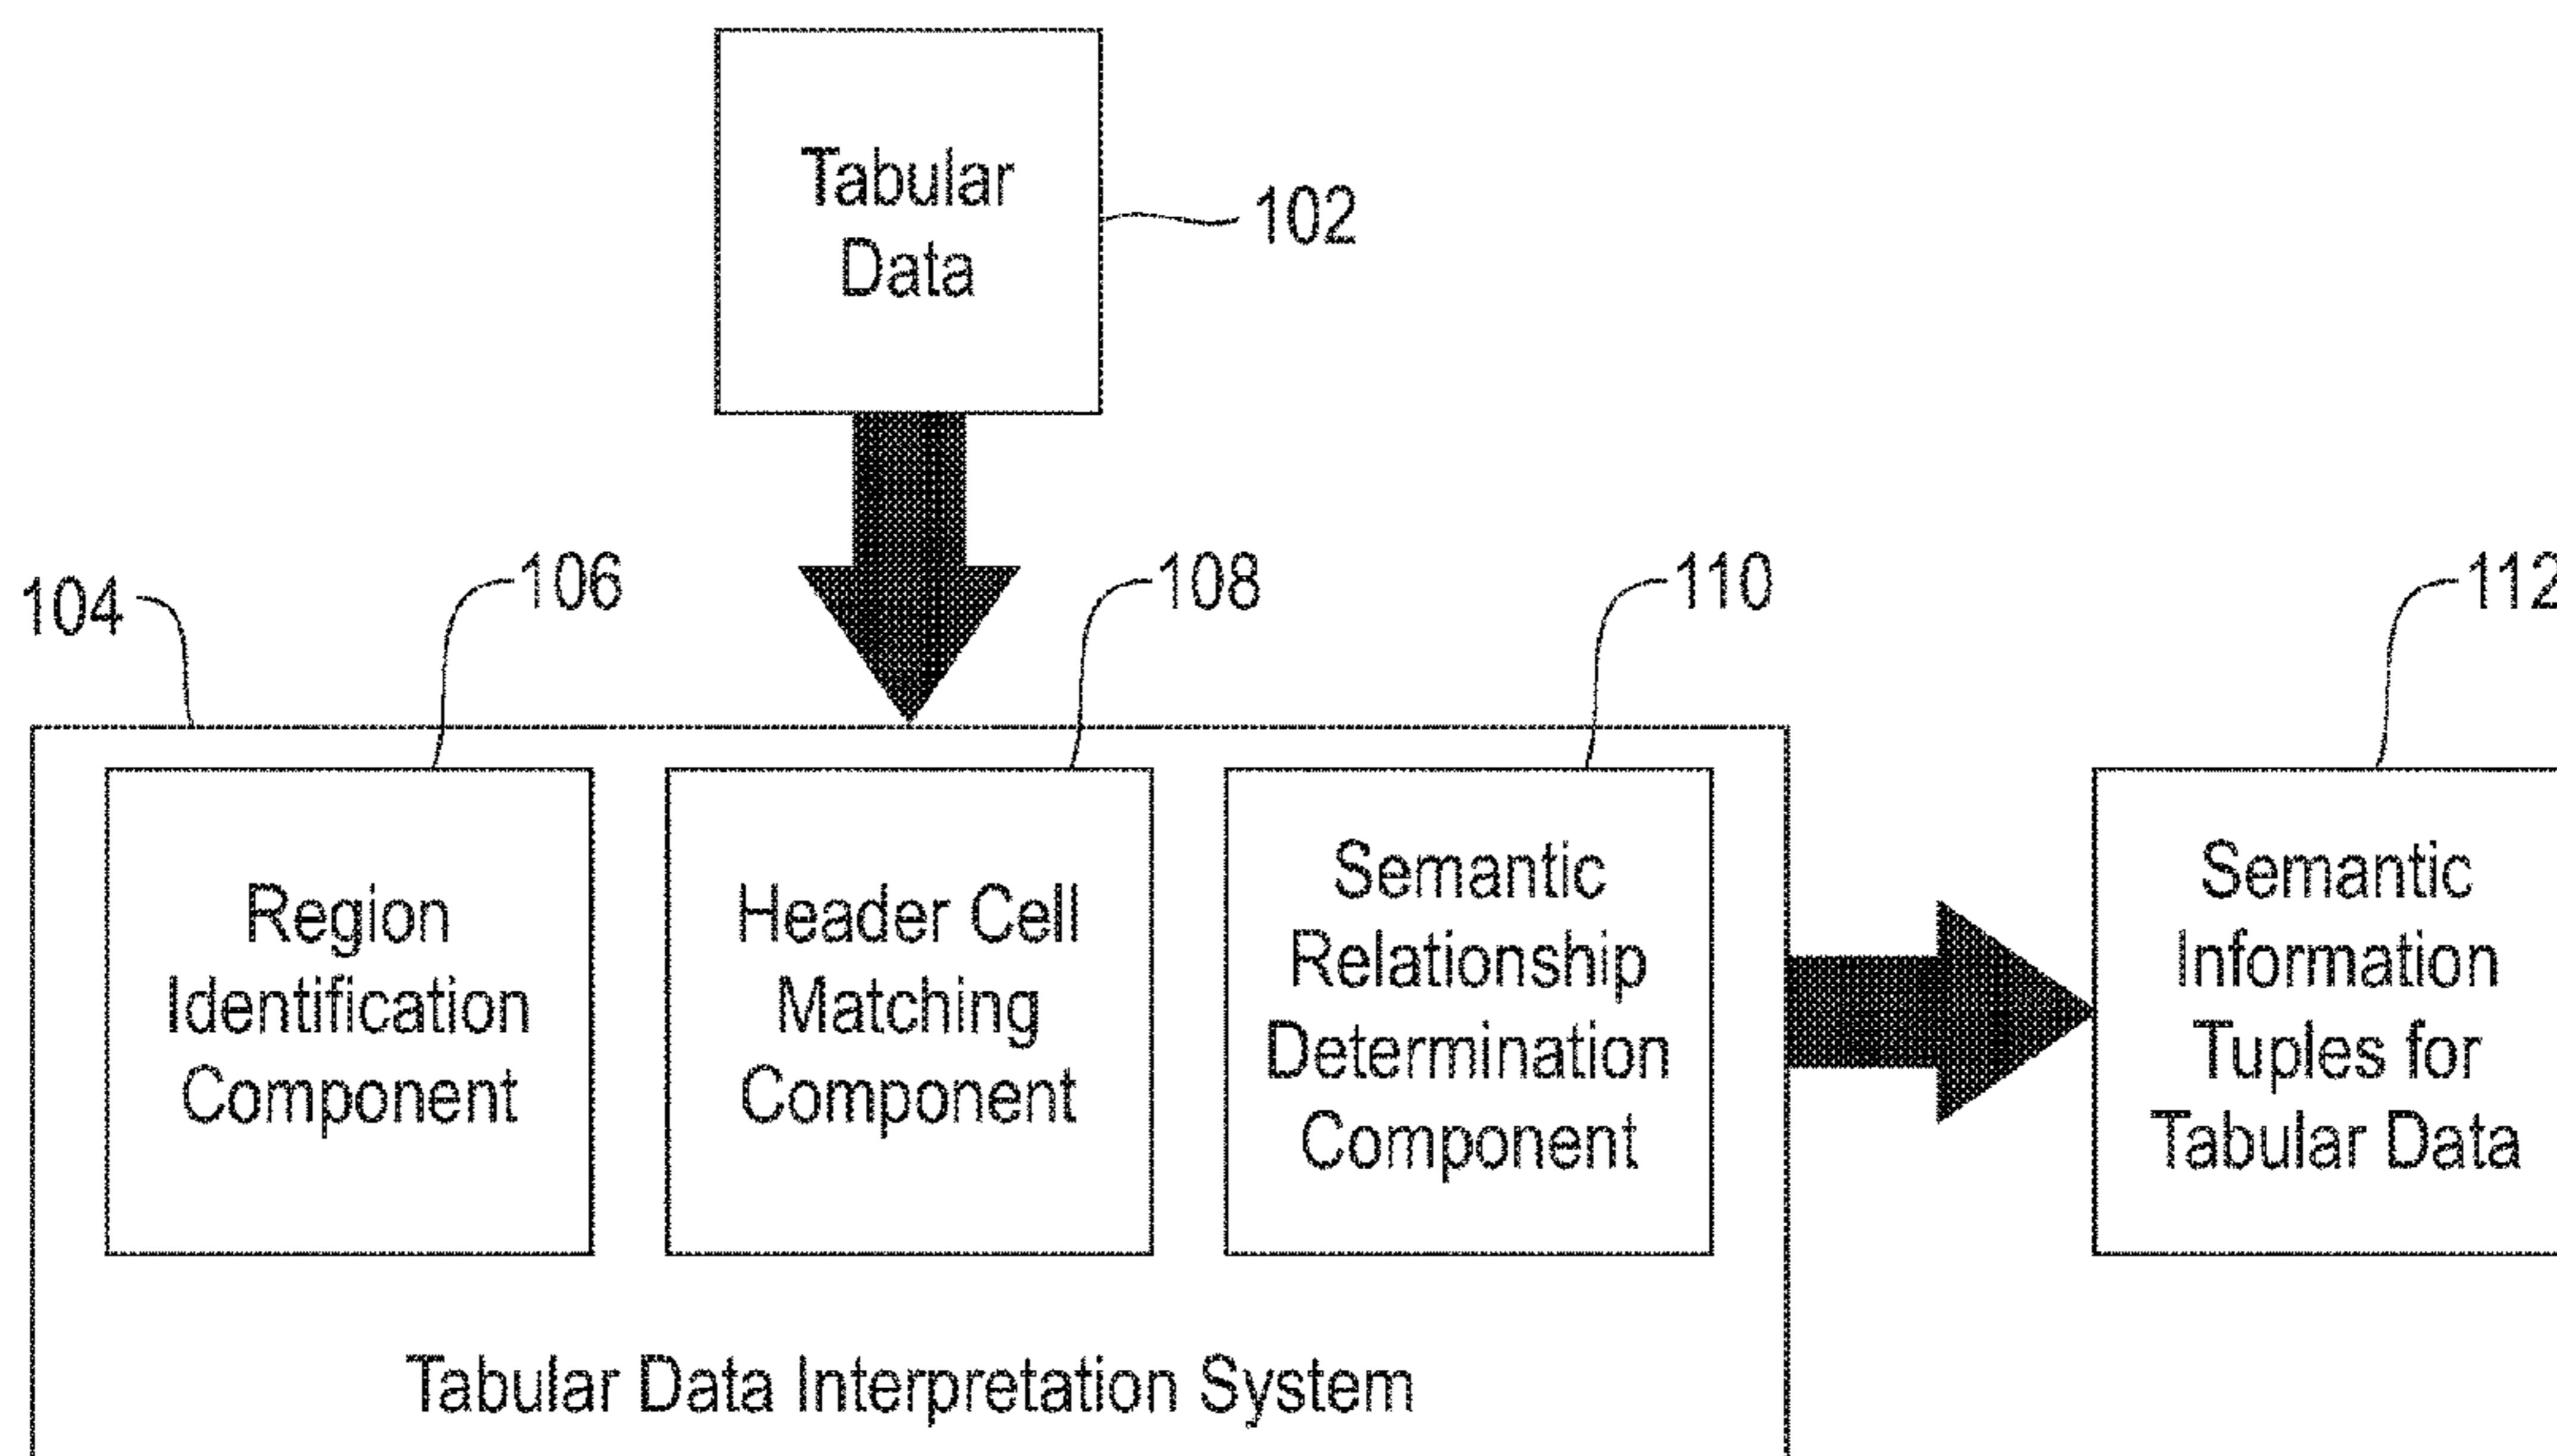 Tabular
Data
102
104
106
108
110
112
Region
Identification
Component
Header Cell
Matching
Component
Semantic
Relationship
Determination
Component
Semantic
Information
Tuples for
Tabular Data
Tabular Data Interpretation System